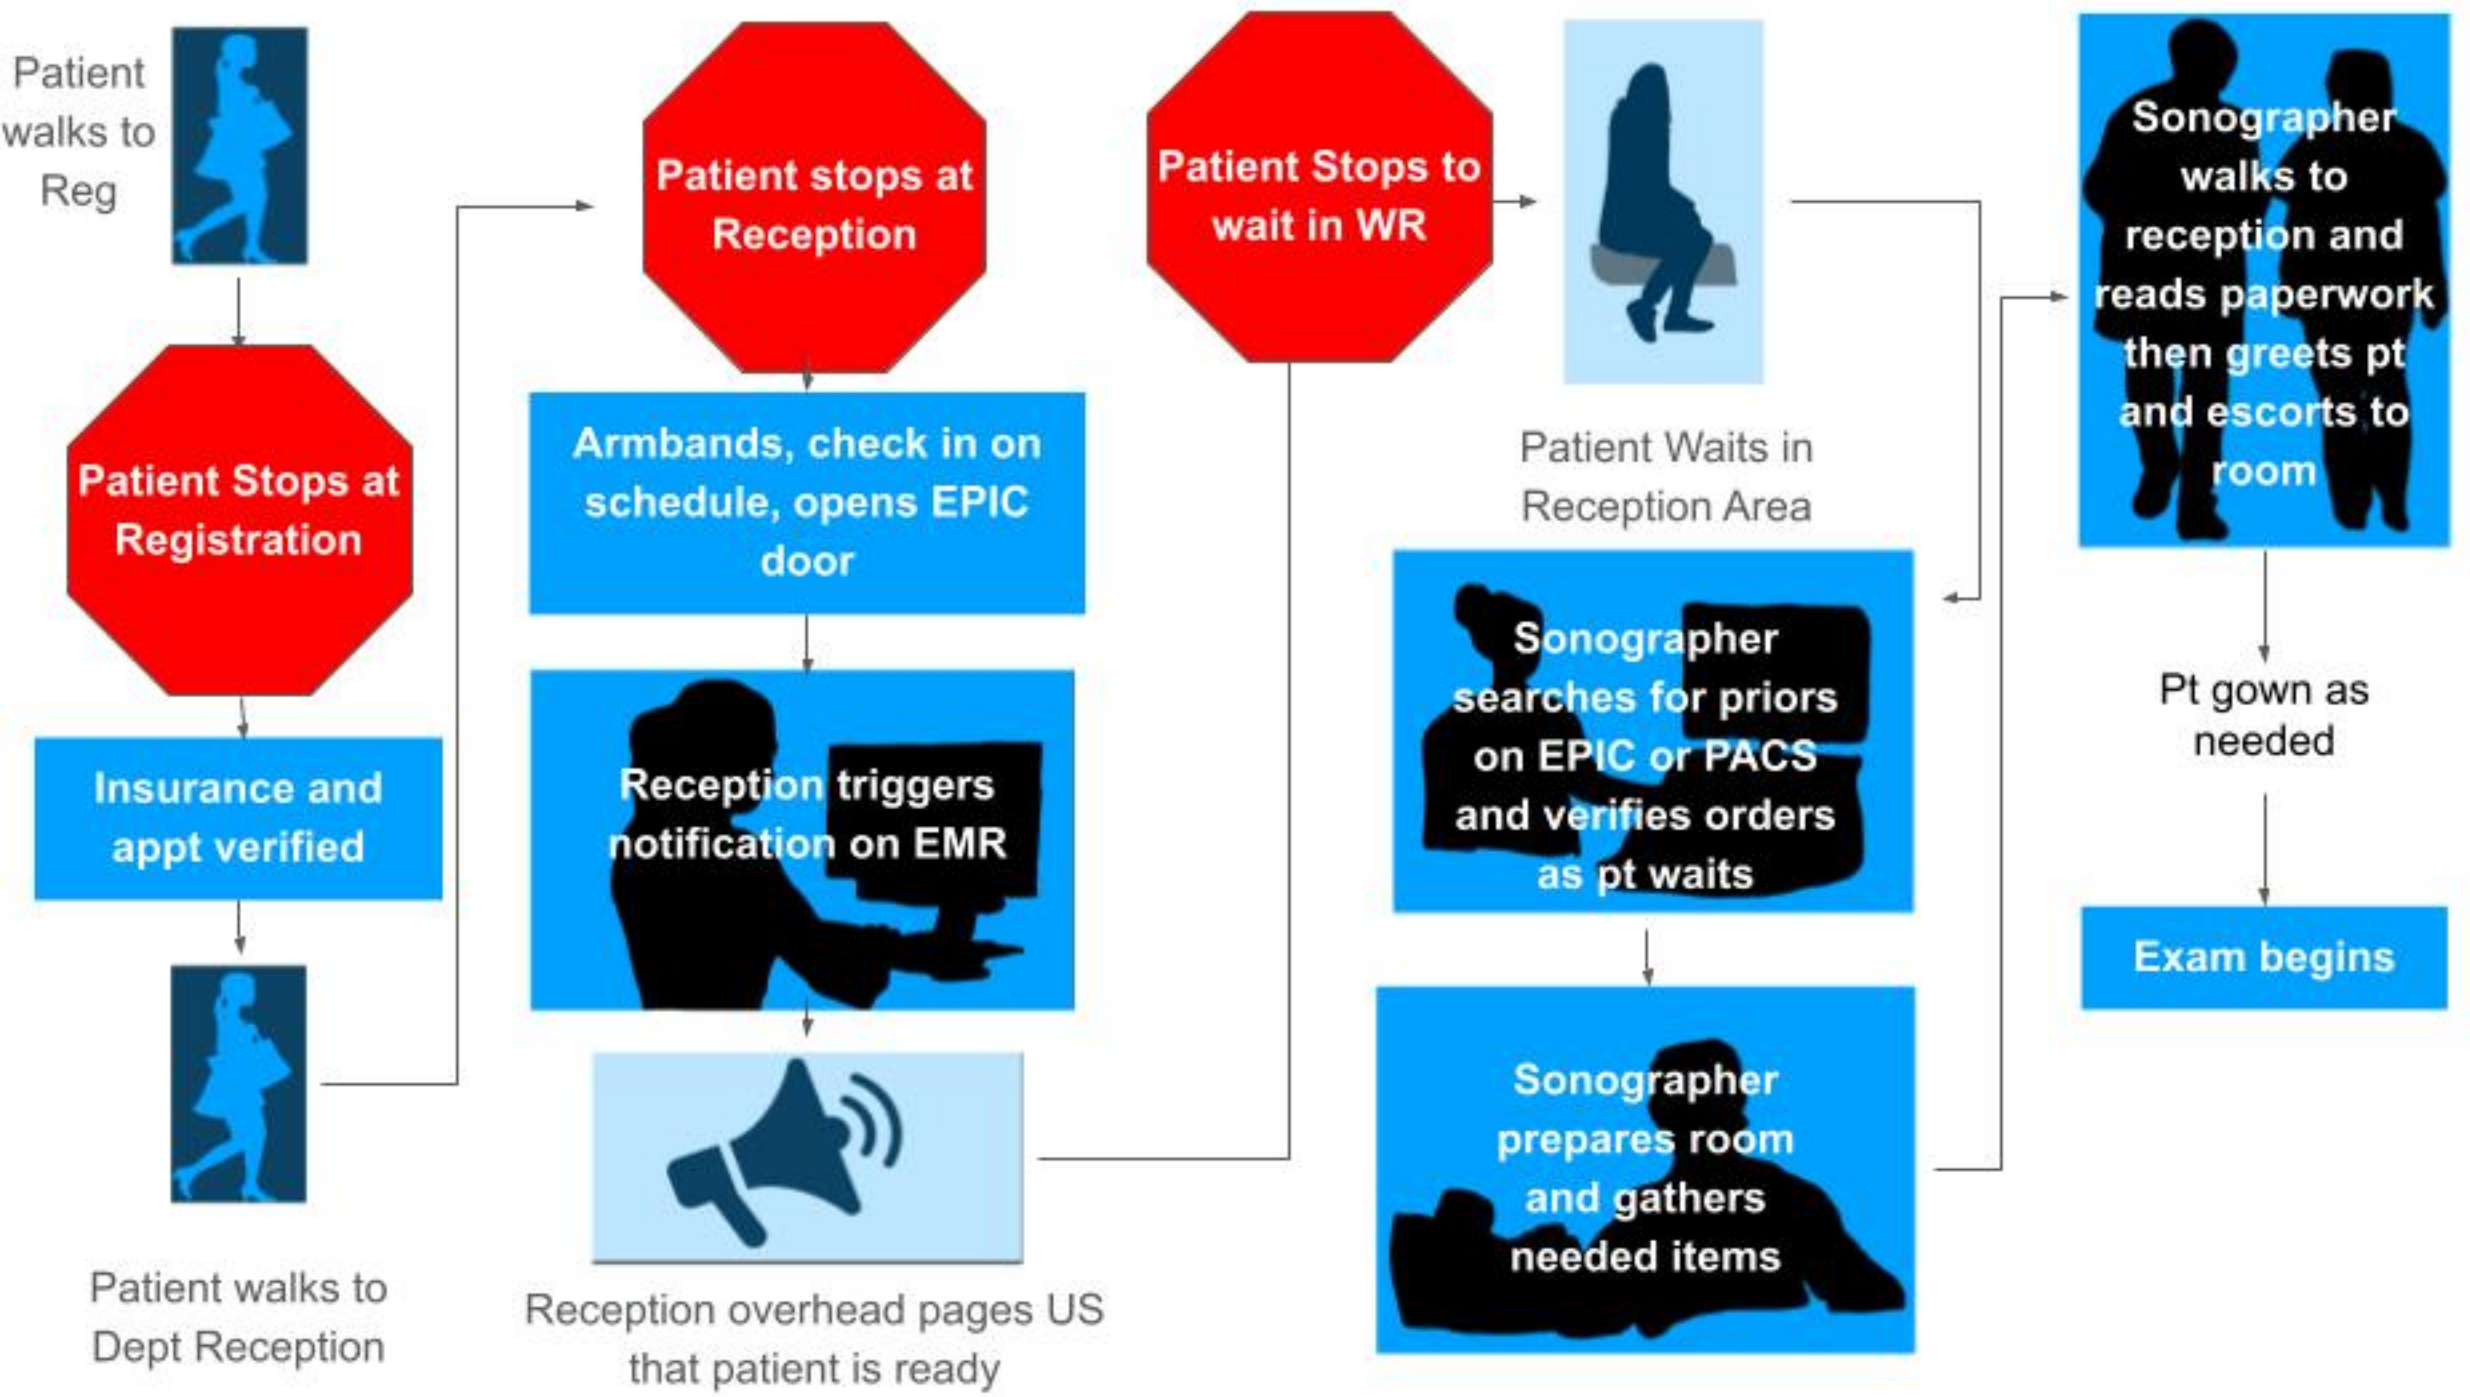 Patient
walks to
Reg
Patient Stops at
Registration
Insurance and
appt verified
Patient walks to
Dept Reception
Patient stops at
Reception
Armbands, check in on
schedule, opens EPIC
door
Reception triggers
notification on EMR
Reception overhead pages US
that patient is ready
Patient Stops to
wait in WR
Patient Waits in
Reception Area
Sonographer
searches for priors
on EPIC or PACS
and verifies orders
as pt waits
Sonographer
prepares room
and gathers
needed items
Sonographer
walks to
reception and
reads paperwork
then greets pt
and escorts to
room
Pt gown as
needed
Exam begins